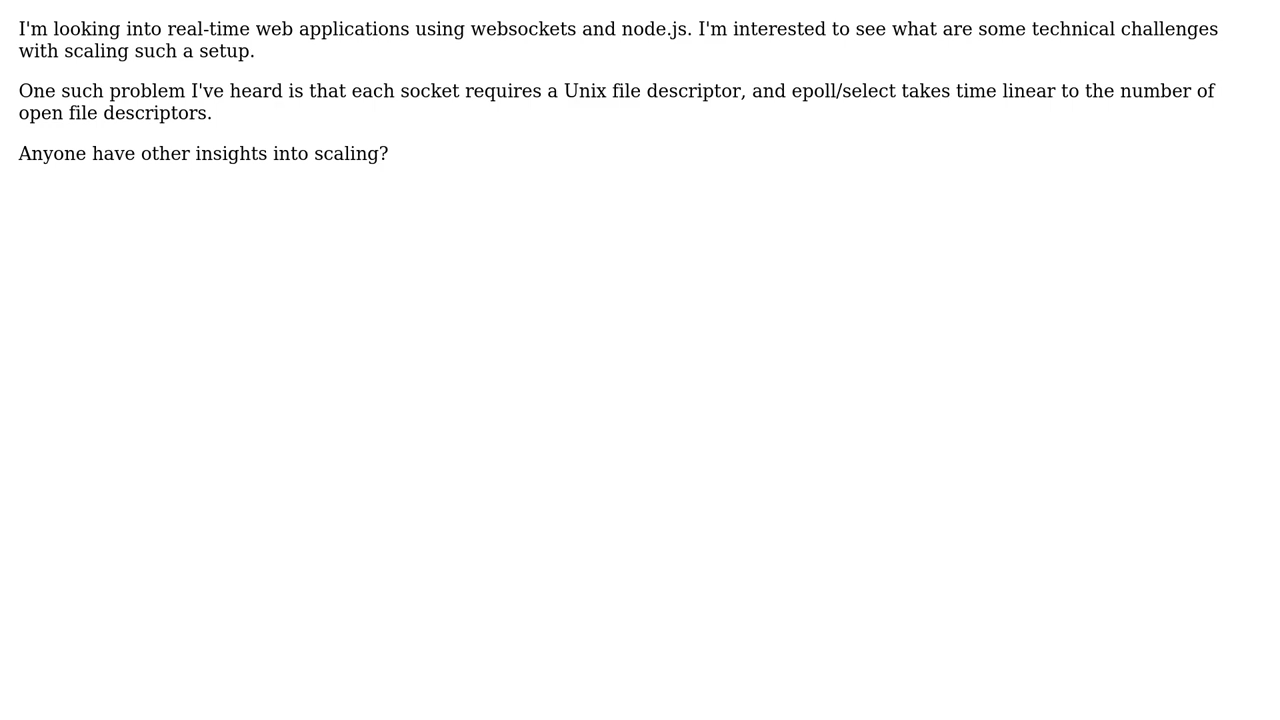 I'm looking into real-time web applications using websockets and node.js. I'm interested to see what are some technical challenges
with scaling such a setup.
One such problem I've heard is that each socket requires a Unix file descriptor, and epoll/select takes time linear to the number of
open file descriptors.
Anyone have other insights into scaling?